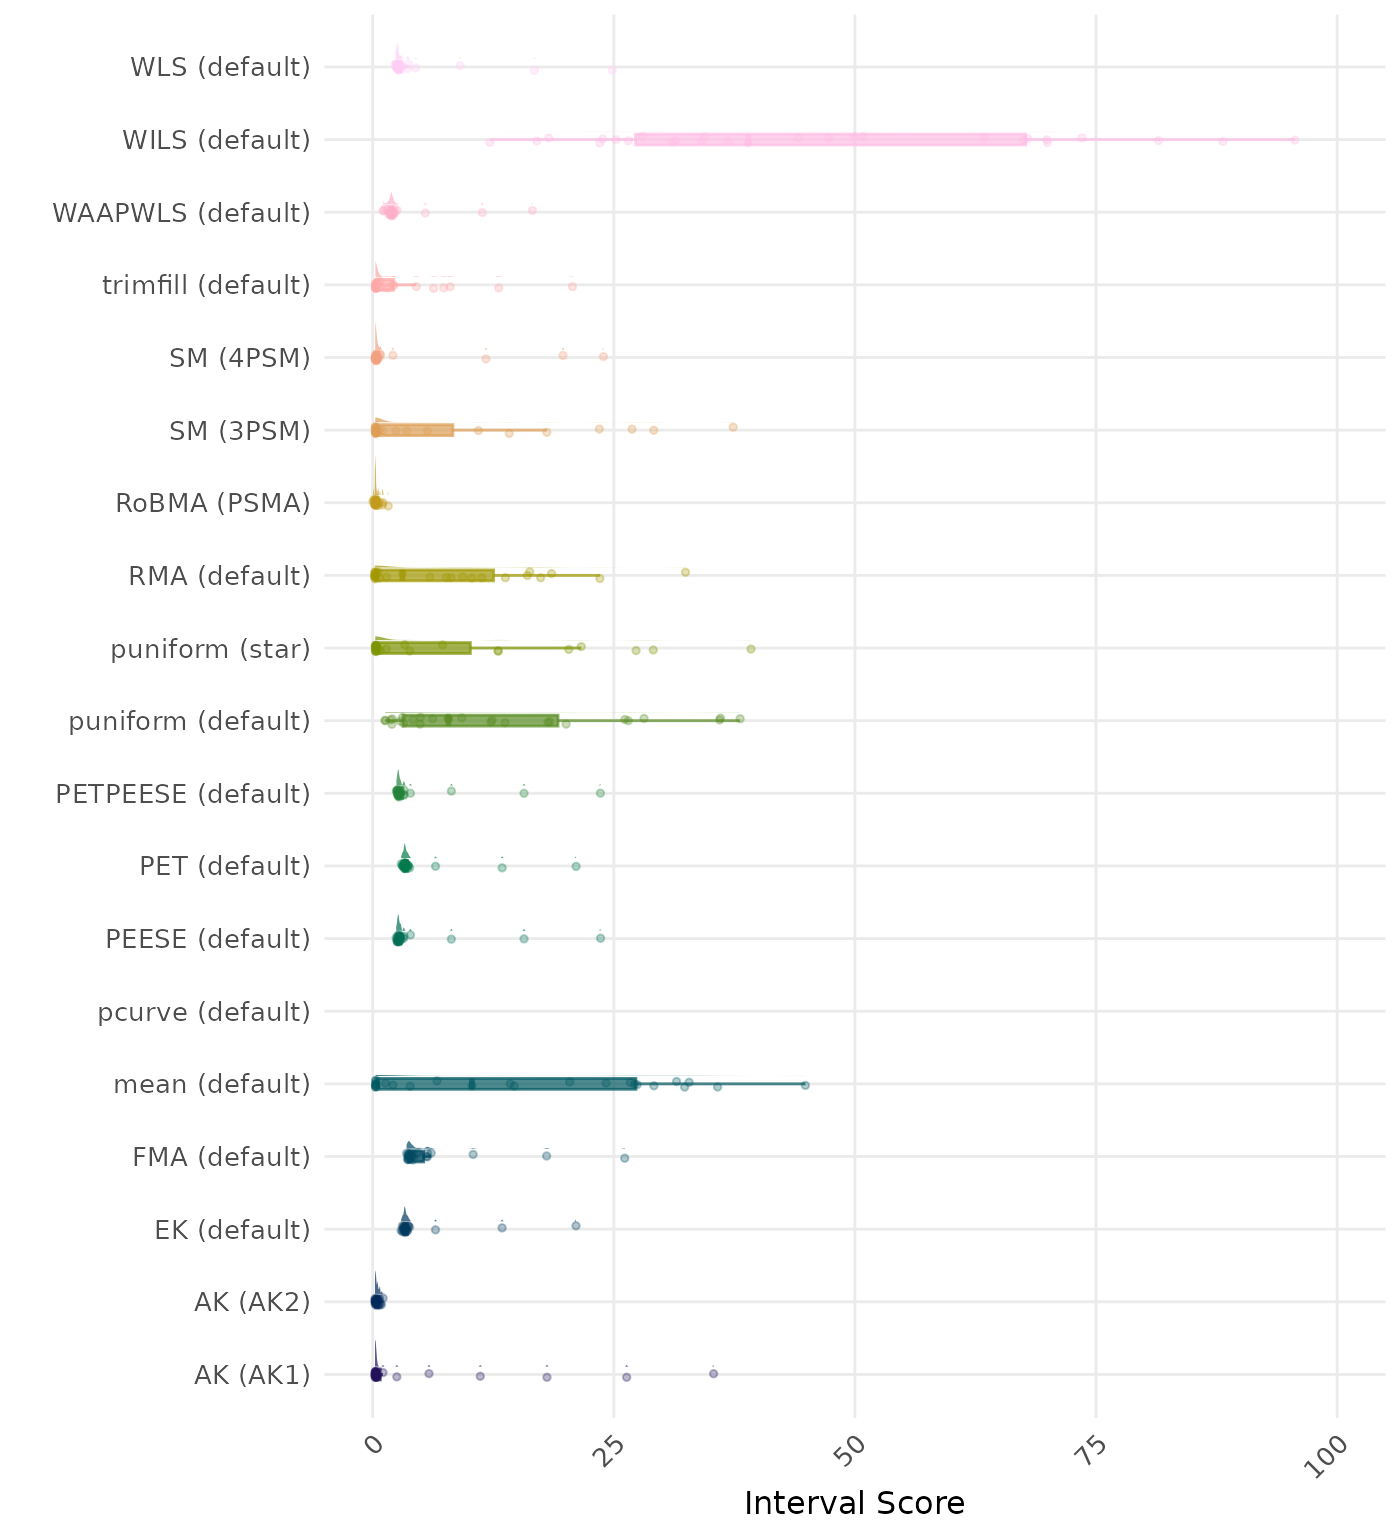 WLS (default)
WILS (default)
WAAPWLS (default)
trimfill (default)
SM (4PSM)
SM (3PSM)
RoBMA (PSMA)
RMA (default)
puniform (star)
puniform (default)
PETPEESE (default)
PET (default)
PEESE (default)
pcurve (default)
mean (default)
FMA (default)
EK (default)
AK (AK2)
AK (AK1)
0 25 50 75 100
Interval Score